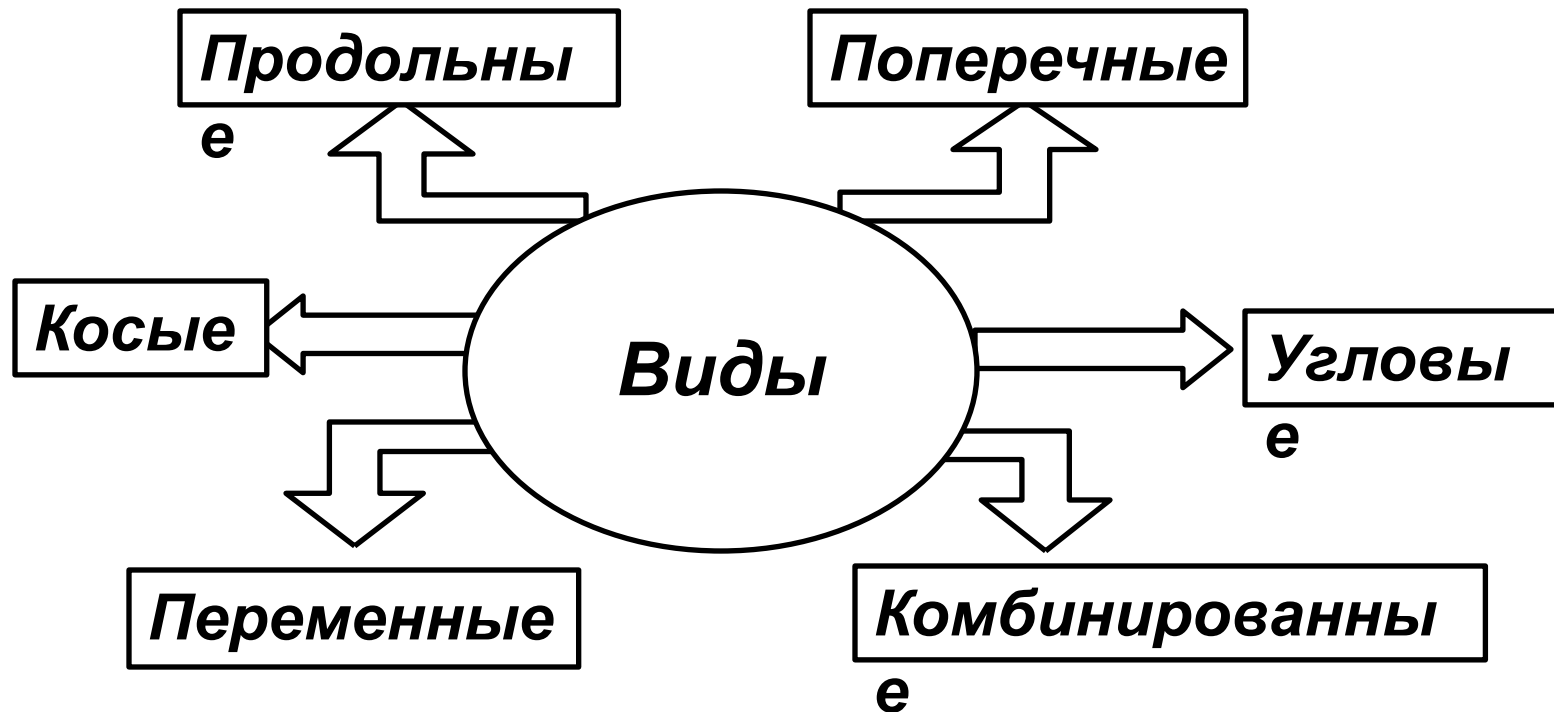 Продольны
е
Поперечные
Косые
Виды
Угловы
е
Переменные
Комбинированны
е